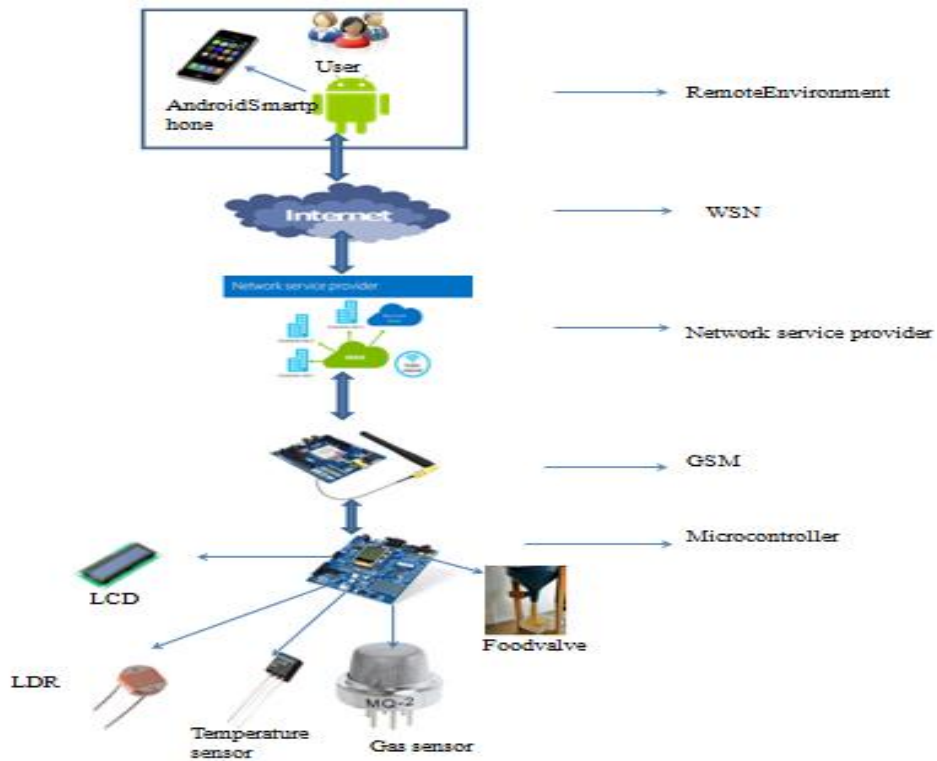 User
AndroidSmartp
hone
RemoteEnvironment
Internet
WSN
Network service provider
Network service provider
GSM
Microcontroller
LCD
Foodvalve
LDR
MQ-2
Temperature
sensor
Gas sensor